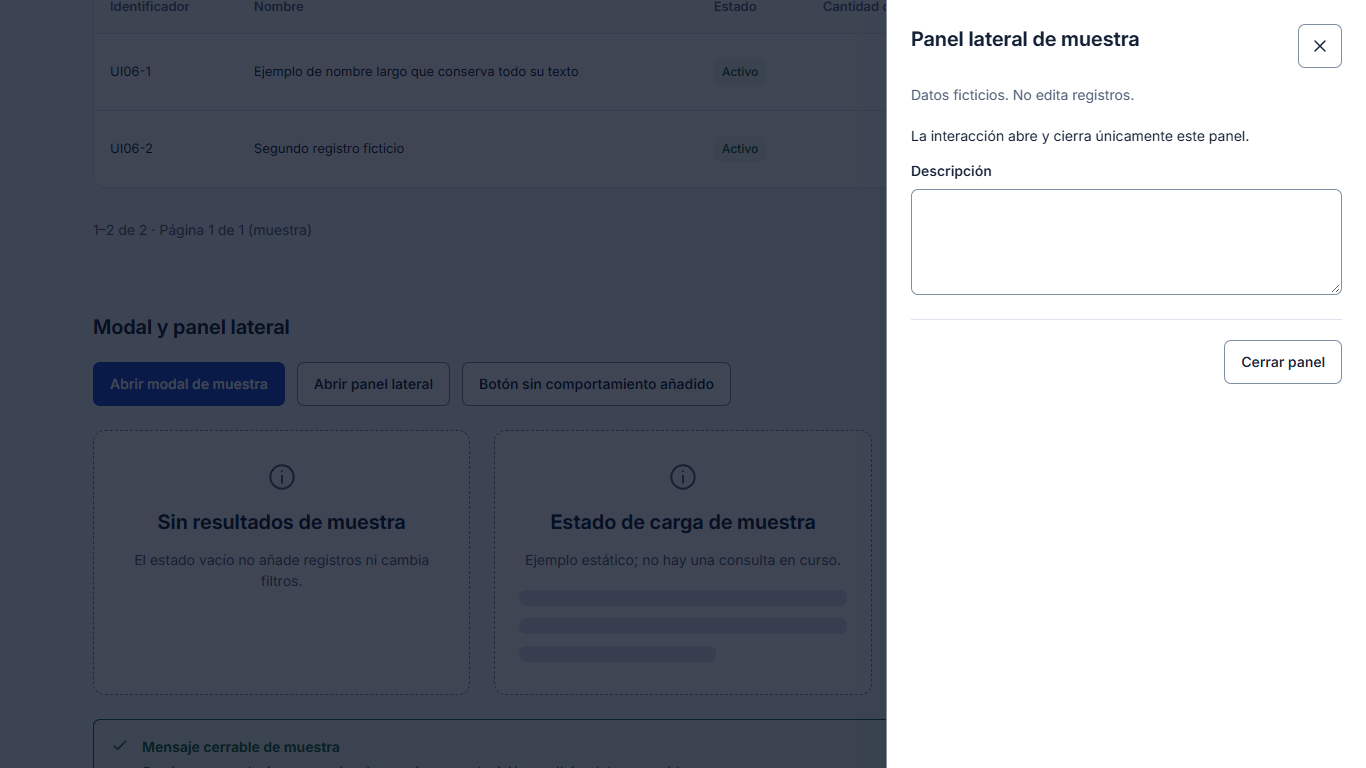 Identificador Nombre Estado Cantidad
UI06-1 Ejemplo de nombre largo que conserva todo su texto Activo
UI06-2 Segundo registro ficticio Activo
1–2 de 2 · Página 1 de 1 (muestra)
Modal y panel lateral
Abrir modal de muestra Abrir panel lateral Botón sin comportamiento añadido
Sin resultados de muestra
El estado vacío no añade registros ni cambia
filtros.
Estado de carga de muestra
Ejemplo estático; no hay una consulta en curso.
Mensaje cerrable de muestra
Panel lateral de muestra
Datos ficticios. No edita registros.
La interacción abre y cierra únicamente este panel.
Descripción
Cerrar panel